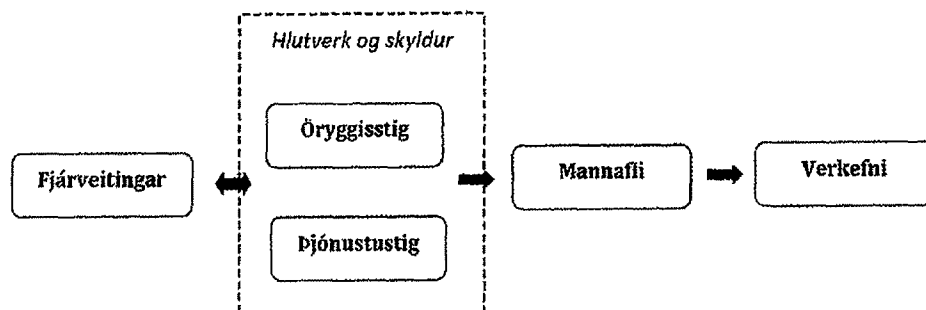 Hlutverk og skyldur
Öryggisstig
Fjárveitingar
Mannafli
Verkefni
Þjónustustig